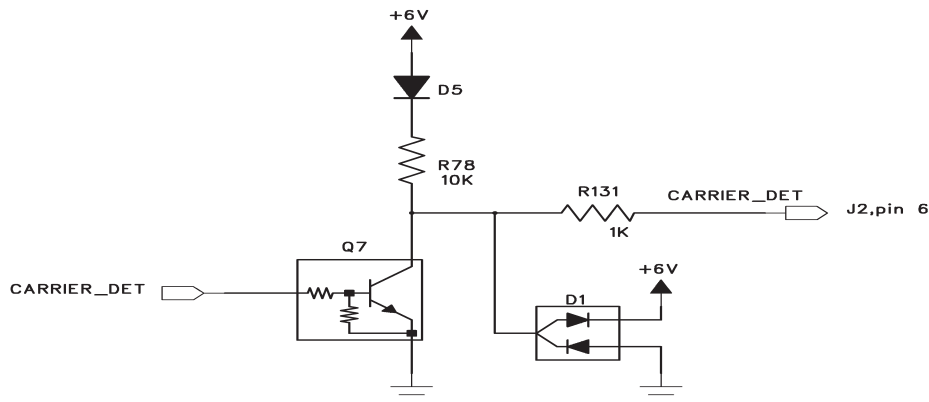 +6V
D5
R78
10K
R131
CARRIER_DET
J2,pin 6
1K
Q7
+6V
CARRIER_DET
D1